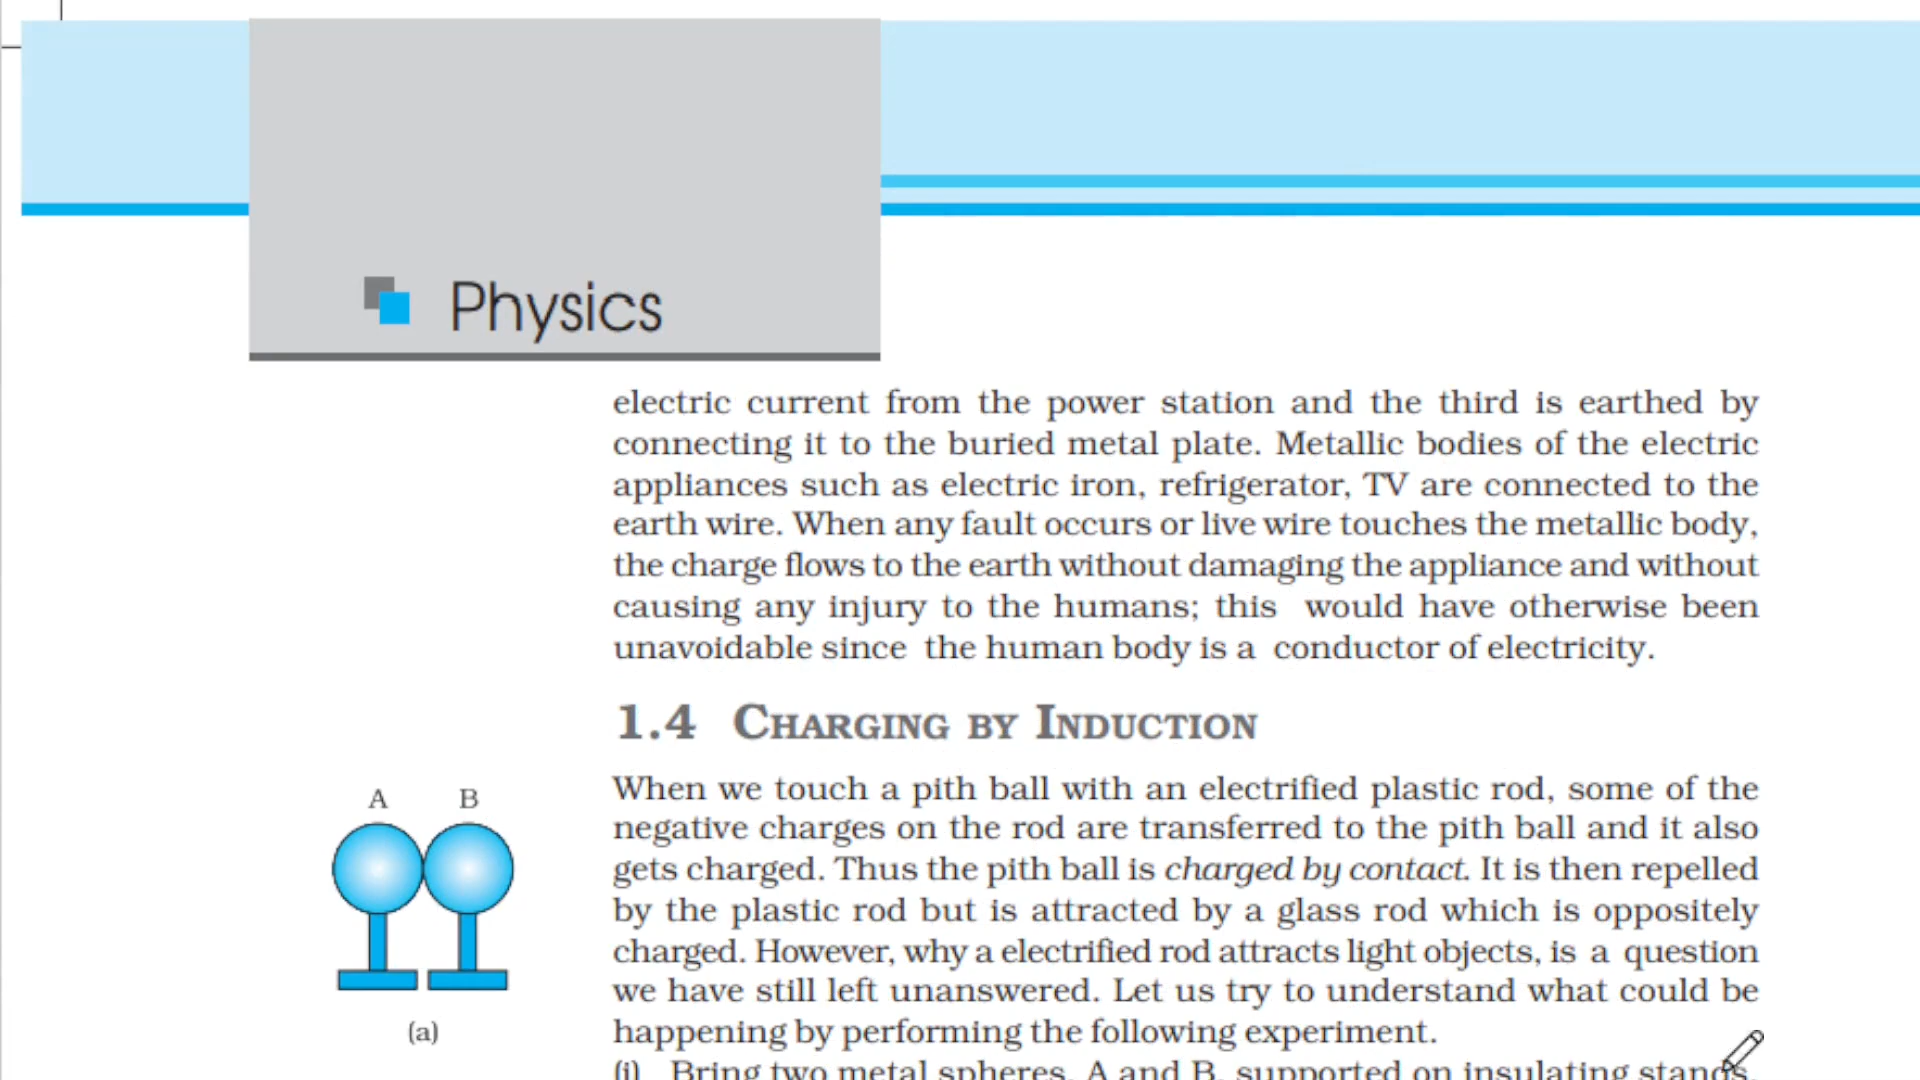 Physics
electric current from the power station and the third is earthed by
connecting it to the buried metal plate. Metallic bodies of the electric
appliances such as electric iron, refrigerator, TV are connected to the
earth wire. When any fault occurs or live wire touches the metallic body,
the charge flows to the earth without damaging the appliance and without
causing any injury to the humans; this would have otherwise been
unavoidable since the human body is a conductor of electricity.
1.4 CHARGING BY INDUCTION
When we touch a pith ball with an electrified plastic rod, some of the
negative charges on the rod are transferred to the pith ball and it also
gets charged. Thus the pith ball is charged by contact. It is then repelled
by the plastic rod but is attracted by a glass rod which is oppositely
charged. However, why a electrified rod attracts light objects, is a question
we have still left unanswered. Let us try to understand what could be
happening by performing the following experiment.
(i) Bring two metal spheres, A and B, supported on insulating stands,
A B
(a)